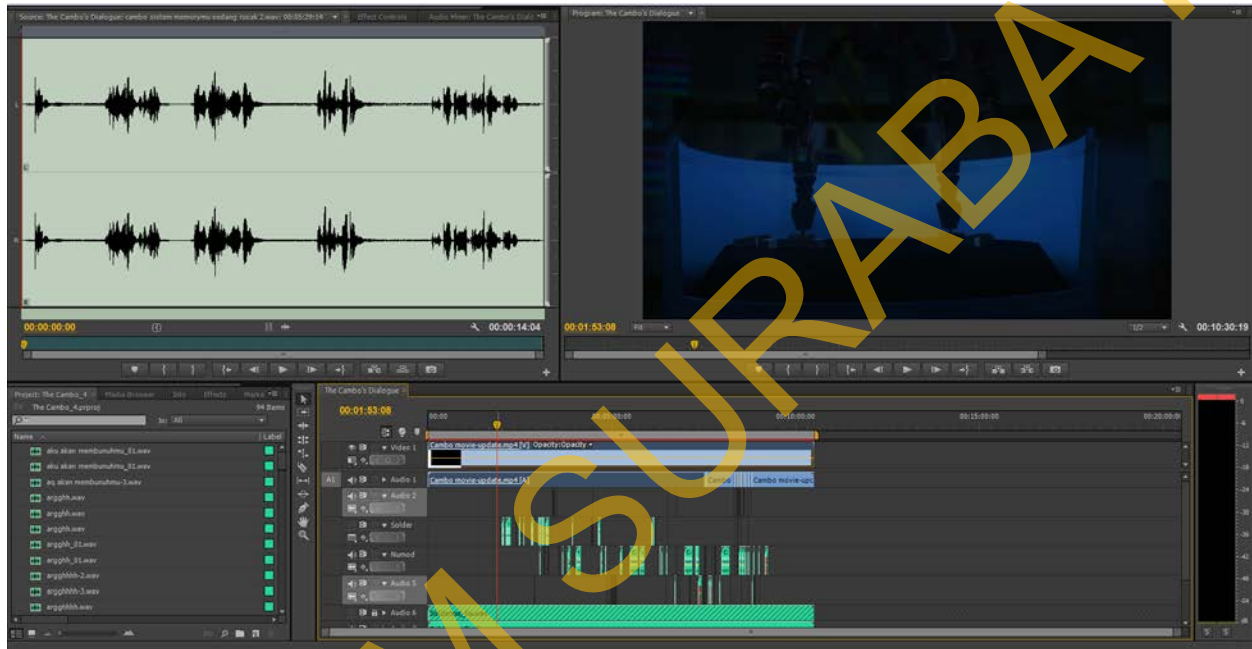 Source: The Cambo's Dialogue: cambo sistem memorymu sedang rusak 2.wav: 00:05:29:14
Effect Controls
Audio Mixer: The Cambo's Dialo
Program: The Cambo's Dialogue
L
R
00:00:00:00
00:00:14:04
00:01:53:08
Fit
1/2
00:10:30:19
Project: The Cambo_4
Media Browser
Info
Effects
The Cambo_4.prproj
94 Items
In: All
Name
Label
aku akan membunuhmu_01.wav
aku akan membunuhmu_S1.wav
aq akan membunuhmu-3.wav
argghh.wav
argghh.wav
argghh.wav
argghh_01.wav
argghh_S1.wav
argghhhh-2.wav
argghhhh-3.wav
argghhhh.wav
The Cambo's Dialogue
00:01:53:08
00:00
00:05:00:00
00:10:00:00
00:15:00:00
00:20:00:00
Video 1
Cambo movie-update.mp4 [V] Opacity:Opacity
A1
Audio 1
Cambo movie-update.mp4 [A]
Cambo
Cambo movie-upd
Audio 2
Solder
Numod
Audio 5
Audio 6
S S
M SURABAY